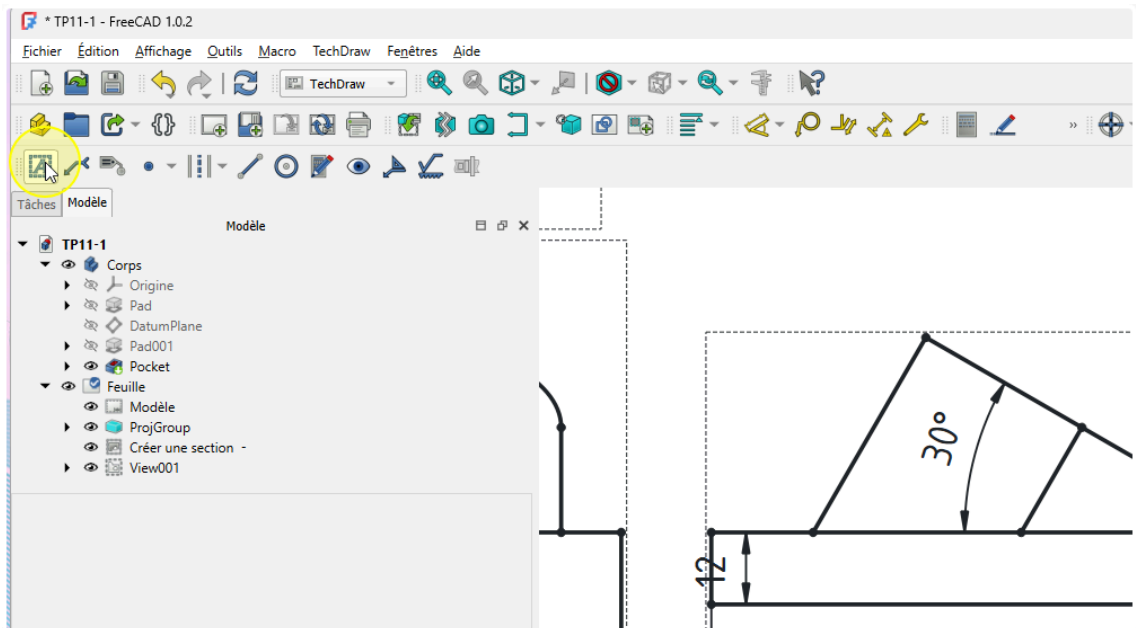 * TP11-1 - FreeCAD 1.0.2
Fichier Édition Affichage Outils Macro TechDraw Fenêtres Aide
TechDraw
Tâches Modèle
Modèle
TP11-1
Corps
Origine
Pad
DatumPlane
Pad001
Pocket
Feuille
Modèle
ProjGroup
Créer une section -
View001
30°
12